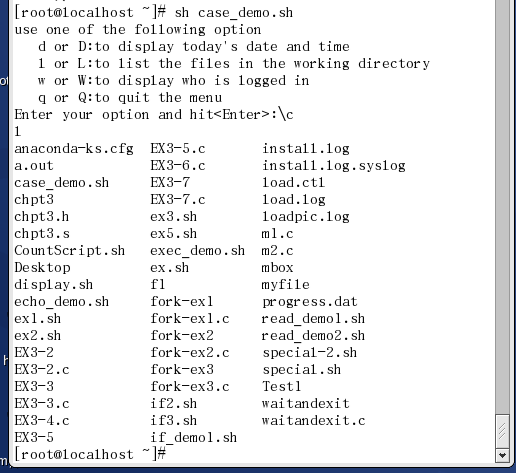 [root@localhost ~]# sh case_demo.sh
use one of the following option
   d or D:to display today's date and time
   l or L:to list the files in the working directory
   w or W:to display who is logged in
   q or Q:to quit the menu
Enter your option and hit<Enter>:\c
l
anaconda-ks.cfg  EX3-5.c       install.log
a.out            EX3-6.c       install.log.syslog
case_demo.sh     EX3-7         load.ctl
chpt3            EX3-7.c       load.log
chpt3.h          ex3.sh        loadpic.log
chpt3.s          ex5.sh        m1.c
CountScript.sh   exec_demo.sh  m2.c
Desktop          ex.sh         mbox
display.sh       f1            myfile
echo_demo.sh     fork-ex1      progress.dat
ex1.sh           fork-ex1.c    read_demo1.sh
ex2.sh           fork-ex2      read_demo2.sh
EX3-2            fork-ex2.c    special-2.sh
EX3-2.c          fork-ex3      special.sh
EX3-3            fork-ex3.c    Test1
EX3-3.c          if2.sh        waitandexit
EX3-4.c          if3.sh        waitandexit.c
EX3-5            if_demo1.sh
[root@localhost ~]#